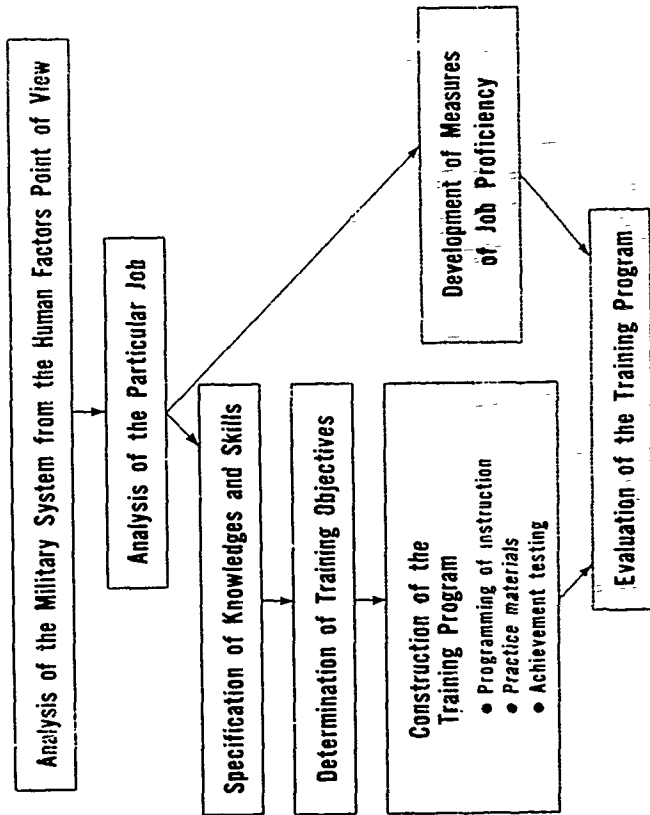 Analysis of the Military System from the Human Factors Point of View
Analysis of the Particular Job
Specification of Knowledges and Skills
Determination of Training Objectives
Construction of the
Training Program
● Programming of instruction
● Practice materials
● Achievement testing
Development of Measures
of Job Proficiency
Evaluation of the Training Program